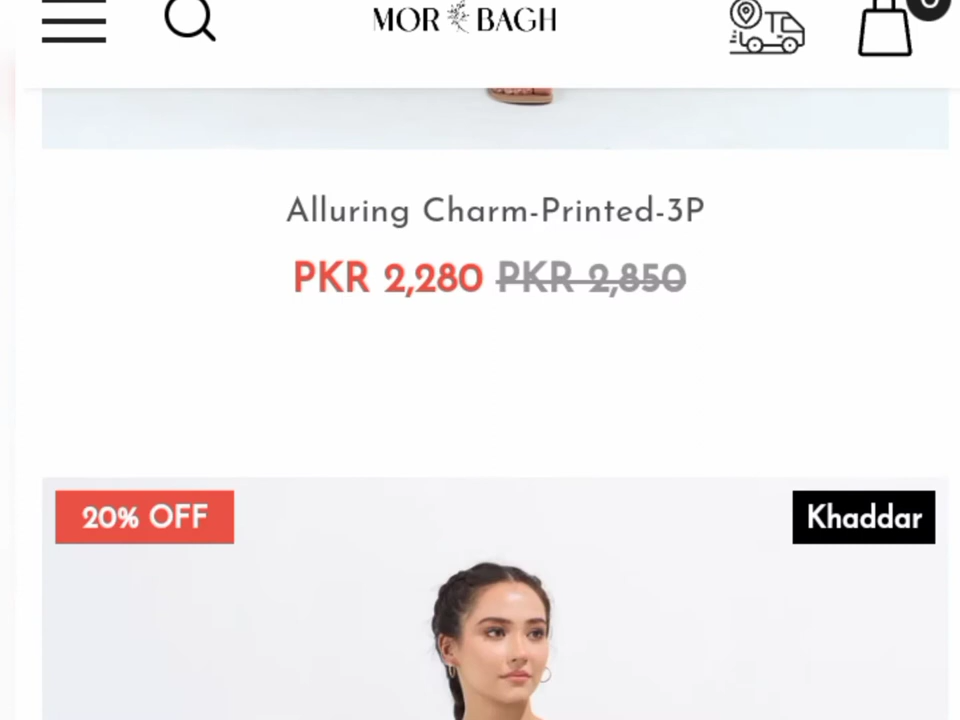 MOR BAGH
Alluring Charm-Printed-3P
PKR 2,280 PKR 2,850
20% OFF
Khaddar